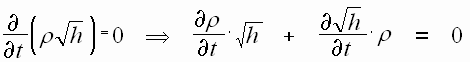 ∂/∂t (ρ√h) = 0 ⟹ ∂ρ/∂t · √h + ∂√h/∂t · ρ = 0